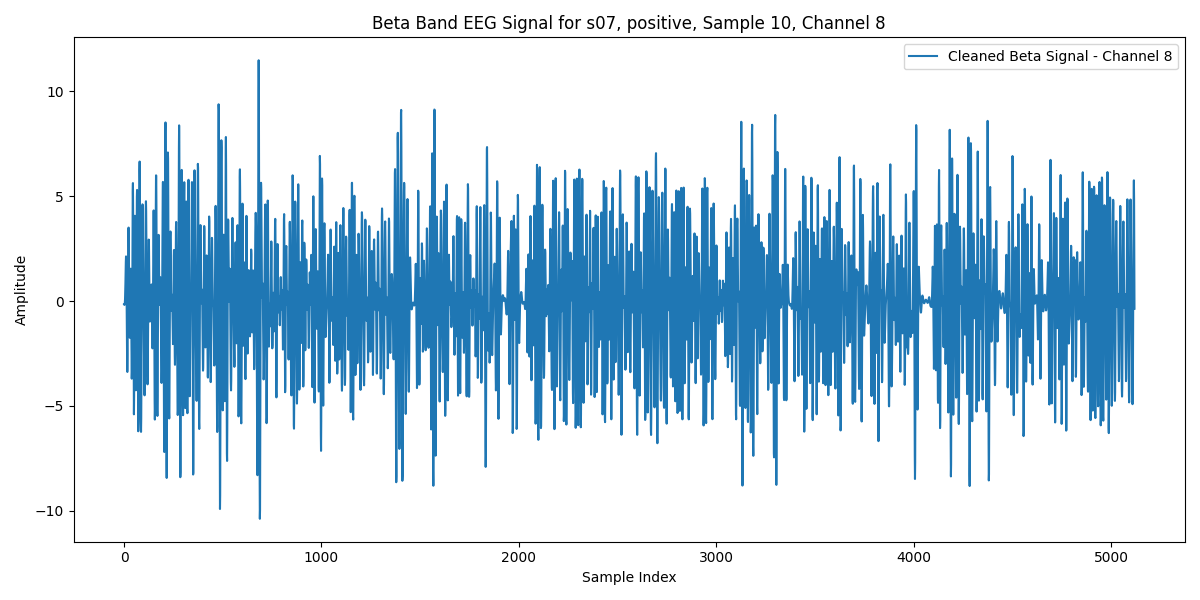 Beta Band EEG Signal for s07, positive, Sample 10, Channel 8
Cleaned Beta Signal - Channel 8
Amplitude
10
5
0
−5
−10
0 1000 2000 3000 4000 5000
Sample Index